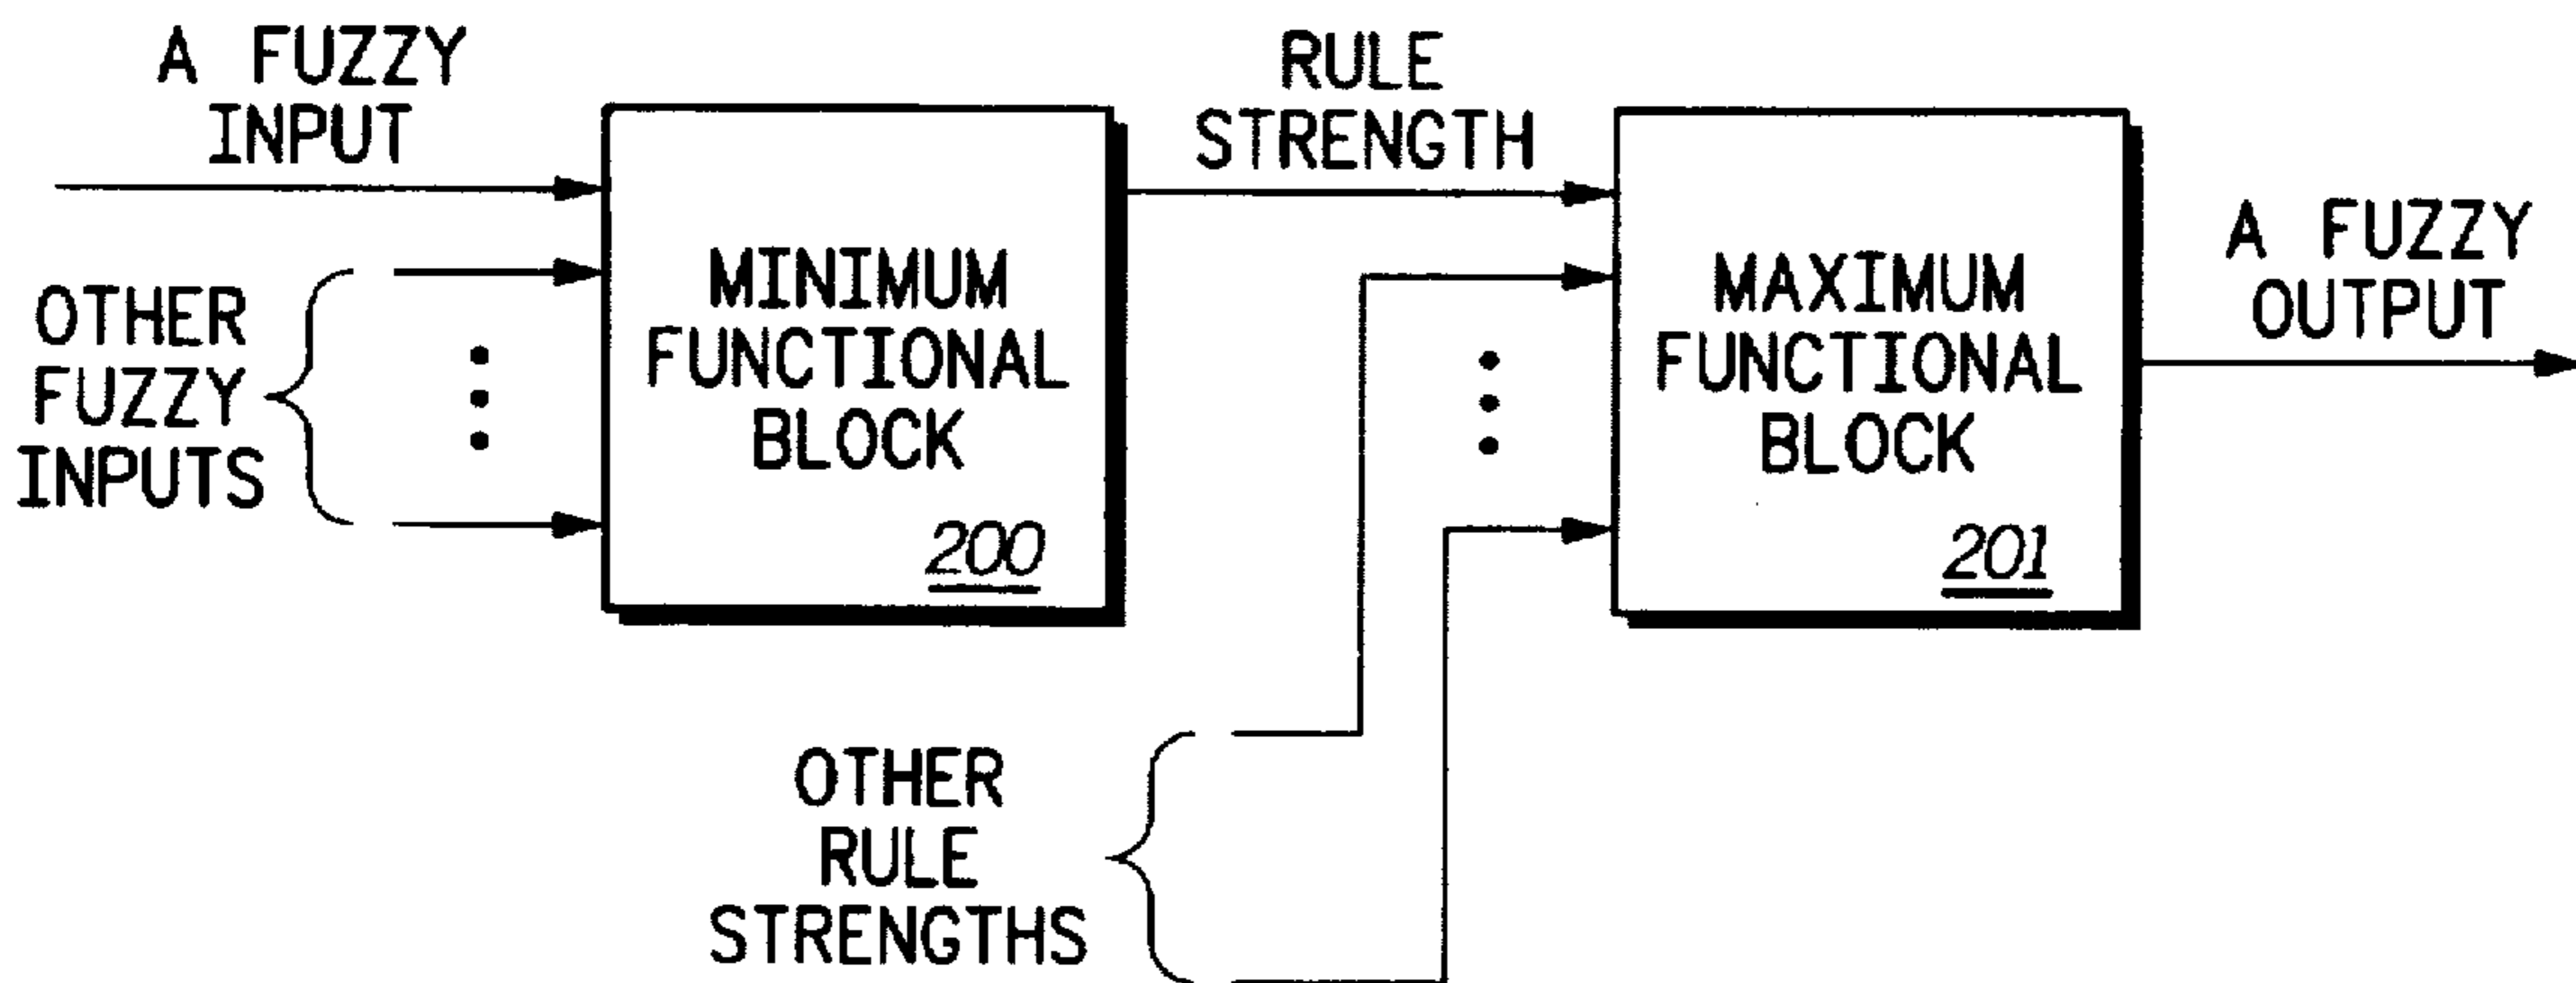 A FUZZY
INPUT
OTHER
FUZZY
INPUTS
MINIMUM
FUNCTIONAL
BLOCK
200
RULE
STRENGTH
OTHER
RULE
STRENGTHS
MAXIMUM
FUNCTIONAL
BLOCK
201
A FUZZY
OUTPUT